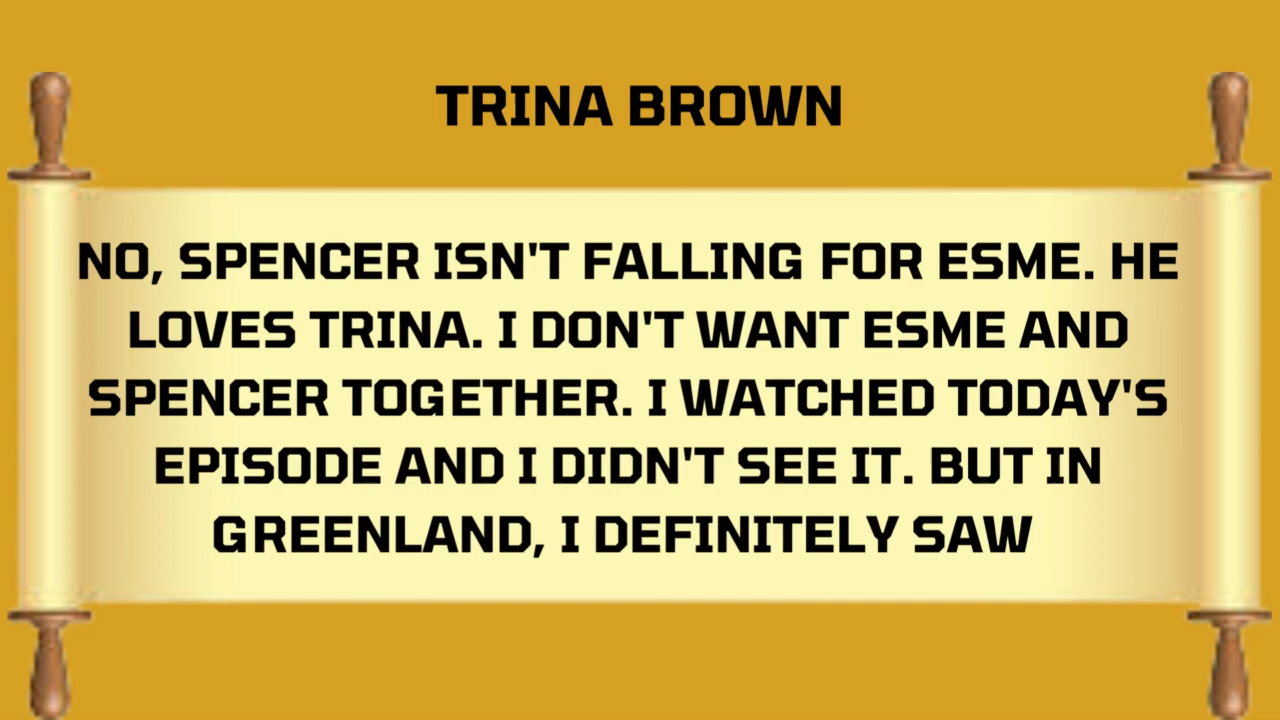 TRINA BROWN
NO, SPENCER ISN'T FALLING FOR ESME. HE
LOVES TRINA. I DON'T WANT ESME AND
SPENCER TOGETHER. I WATCHED TODAY'S
EPISODE AND I DIDN'T SEE IT. BUT IN
GREENLAND, I DEFINITELY SAW